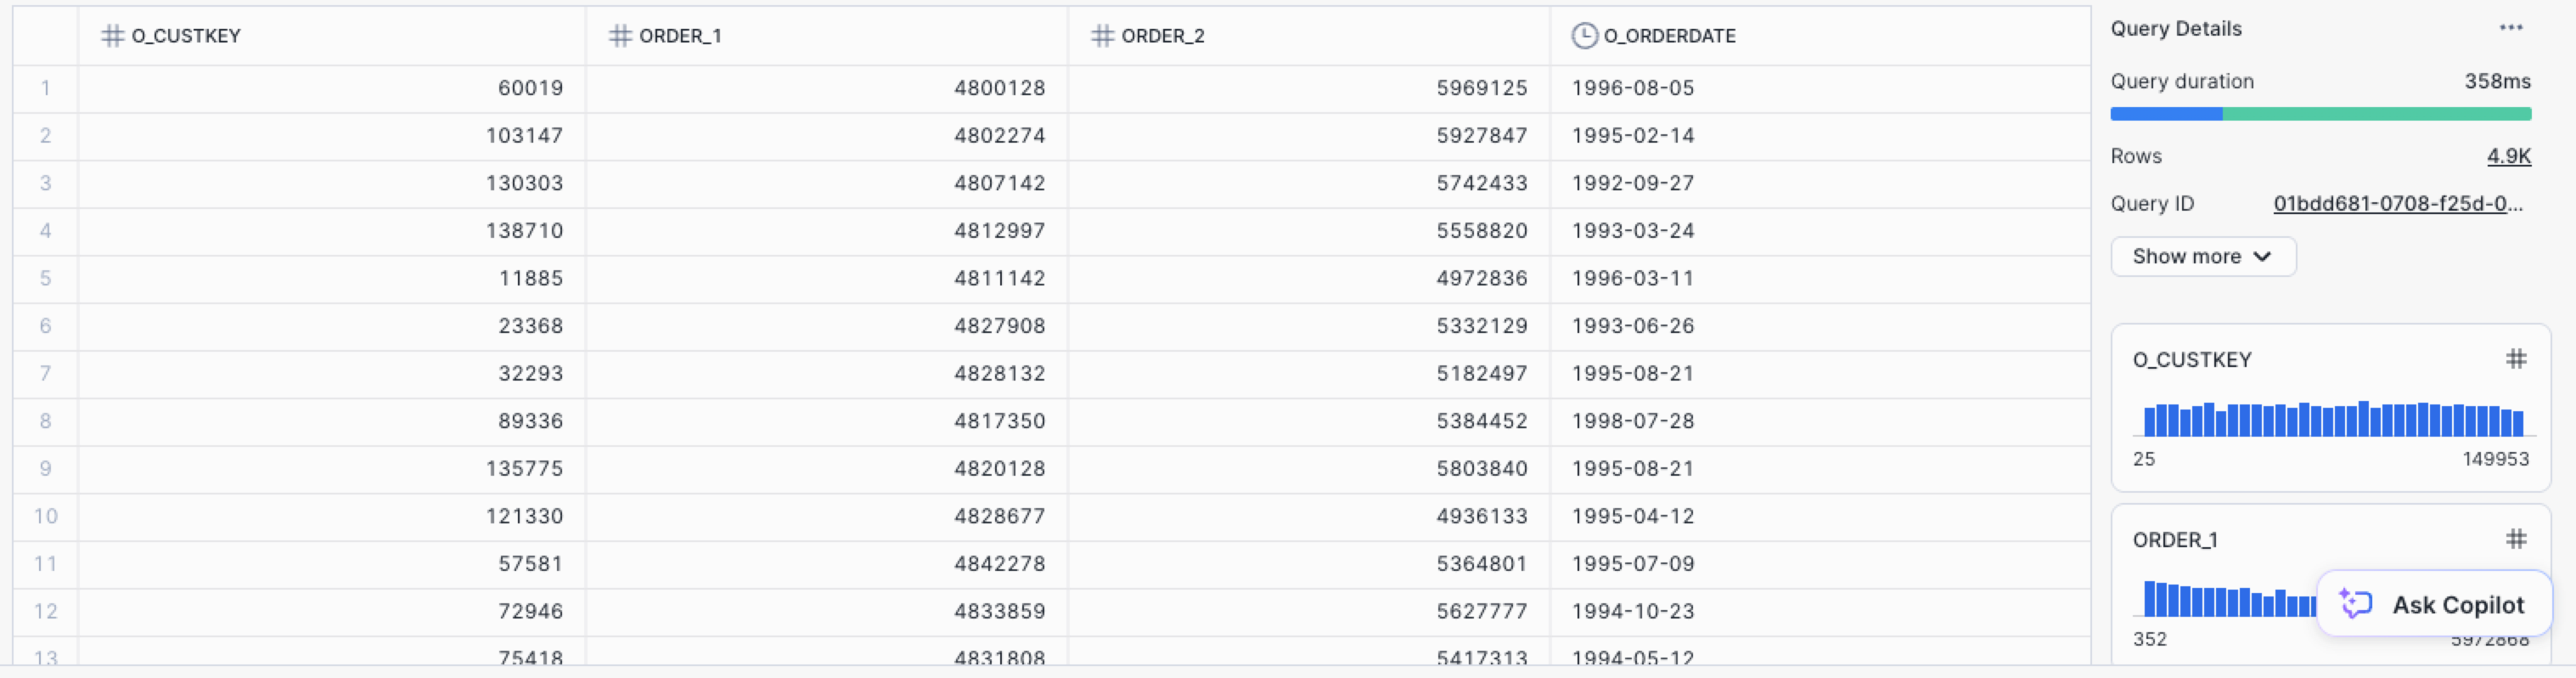 O_CUSTKEY ORDER_1 ORDER_2 O_ORDERDATE
1 60019 4800128 5969125 1996-08-05
2 103147 4802274 5927847 1995-02-14
3 130303 4807142 5742433 1992-09-27
4 138710 4812997 5558820 1993-03-24
5 11885 4811142 4972836 1996-03-11
6 23368 4827908 5332129 1993-06-26
7 32293 4828132 5182497 1995-08-21
8 89336 4817350 5384452 1998-07-28
9 135775 4820128 5803840 1995-08-21
10 121330 4828677 4936133 1995-04-12
11 57581 4842278 5364801 1995-07-09
12 72946 4833859 5627777 1994-10-23
13 75418 4831808 5417313 1994-05-12
Query Details ...
Query duration 358ms
Rows 4.9K
Query ID 01bdd681-0708-f25d-0...
Show more
O_CUSTKEY #
25 149953
ORDER_1 #
Ask Copilot
352 5972868